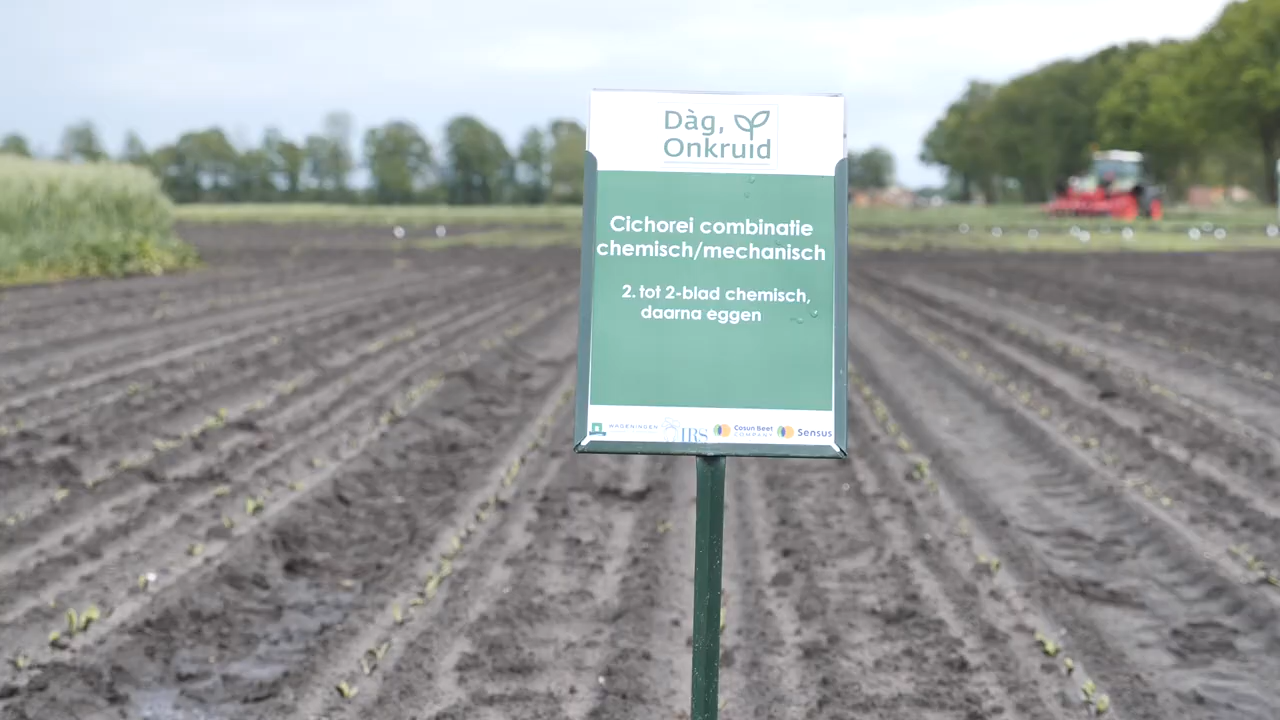 Dàg,
Onkruid
Cichorei combinatie
chemisch/mechanisch
2. tot 2-blad chemisch,
daarna eggen
WAGENINGEN
IRS
Cosun Beet
COMPANY
Sensus